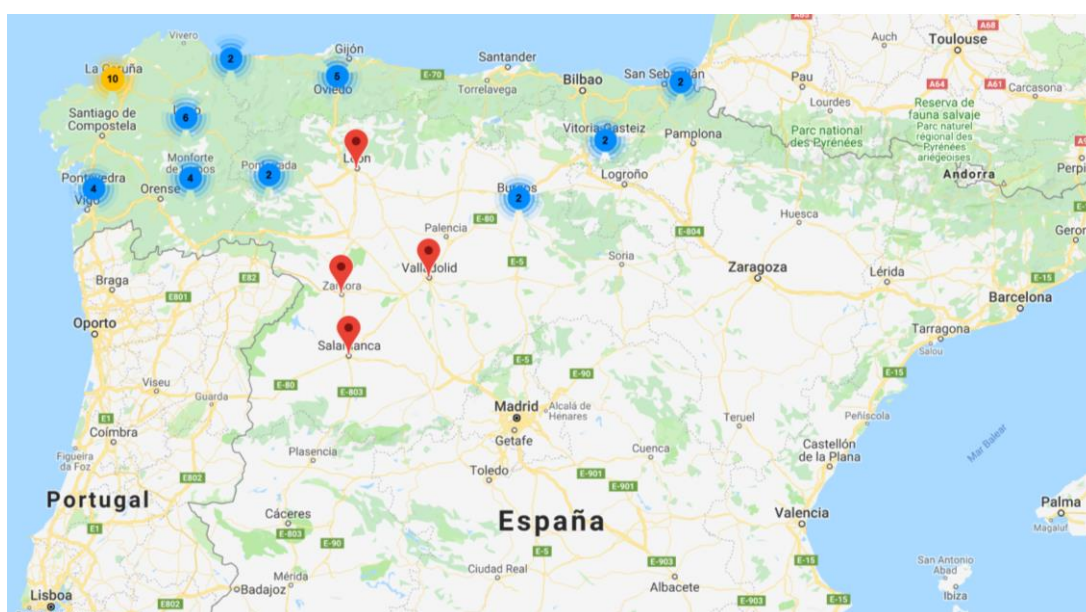 A65
Vivero
Gijón
Santander
Auch
Toulouse
A68
2
La Coruña
10
6
Oviedo
E-70
Torrelavega
Bilbao
San Sebastián
2
Pau
A64
A61
Carcasona
Santiago de
Compostela
6
Lourdes
Reserva de
fauna salvaje
Parc naturel
régional des
Pyrénées
ariégeoises
Vitoria-Gasteiz
2
Pamplona
Parc national
des Pyrénées
León
Monforte
de Lemos
4
Ponferrada
2
Logroño
Andorra
Perpi
Pontevedra
4
Vigo
Orense
Burgos
2
E-80
Huesca
Palencia
E-804
Geron
E-5
Soria
Valladolid
Zaragoza
Lérida
E-15
Braga
E82
Zamora
E801
Barcelona
Oporto
Salamanca
Tarragona
Salou
E-5
E-15
Viseu
Guarda
E-80
E-803
E-90
Madrid
Alcalá de
Henares
E1
Getafe
Teruel
Peñíscola
Coímbra
Mar Balear
Figueira
da Foz
Plasencia
Cuenca
Castellón
de la Plana
E802
Toledo
E-901
E-901
Portugal
Palma
Magaluf
Cáceres
España
Valencia
E1
E-803
E-90
E-5
E-903
E-15
San Antonio
Abad
Mérida
Ciudad Real
Albacete
Ibiza
Badajoz
Lisboa
E802
E-903
E-15